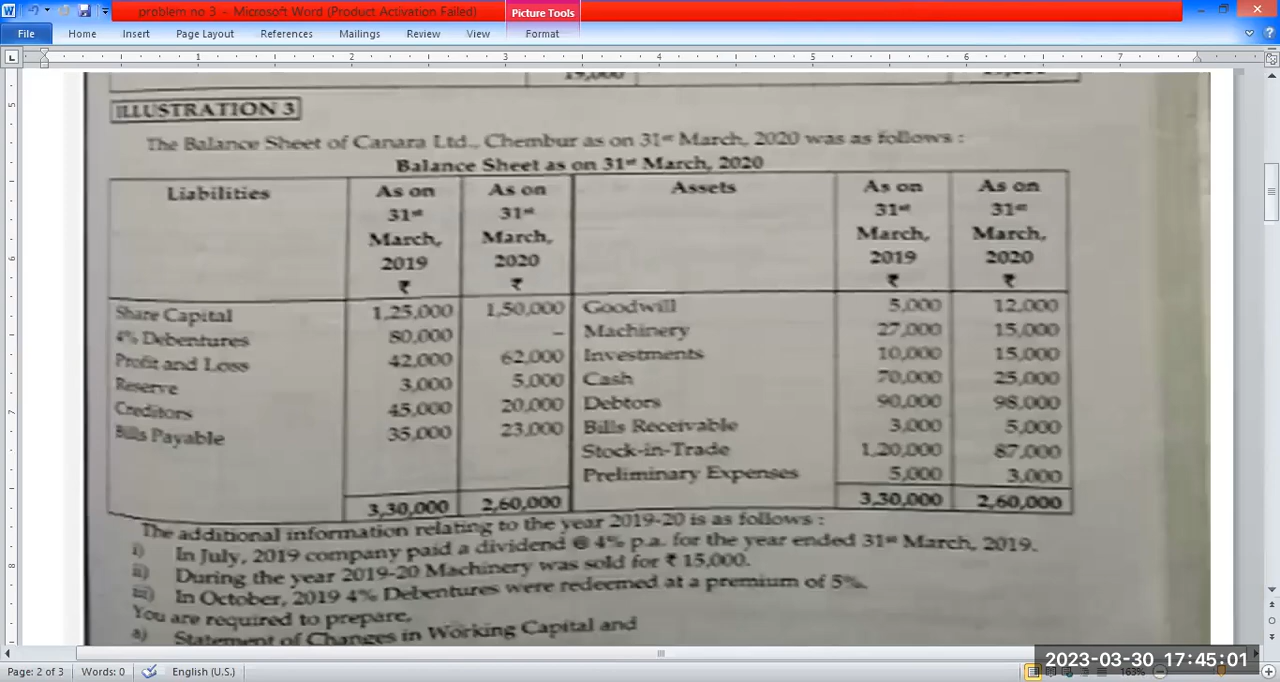 problem no 3 - Microsoft Word (Product Activation Failed)
Picture Tools
File Home Insert Page Layout References Mailings Review View Format
1 2 3 4 5 6 7
19,000
ILLUSTRATION 3
The Balance Sheet of Canara Ltd., Chembur as on 31st March, 2020 was as follows :
Balance Sheet as on 31st March, 2020
Liabilities As on 31st March, 2019 ₹ As on 31st March, 2020 ₹ Assets As on 31st March, 2019 ₹ As on 31st March, 2020 ₹
Share Capital 1,25,000 1,50,000 Goodwill 5,000 12,000
4% Debentures 80,000 – Machinery 27,000 15,000
Profit and Loss 42,000 62,000 Investments 10,000 15,000
Reserve 3,000 5,000 Cash 70,000 25,000
Creditors 45,000 20,000 Debtors 90,000 98,000
Bills Payable 35,000 23,000 Bills Receivable 3,000 5,000
Stock-in-Trade 1,20,000 87,000
Preliminary Expenses 5,000 3,000
3,30,000 2,60,000 3,30,000 2,60,000
The additional information relating to the year 2019-20 is as follows :
i) In July, 2019 company paid a dividend @ 4% p.a. for the year ended 31st March, 2019.
ii) During the year 2019-20 Machinery was sold for ₹ 15,000.
iii) In October, 2019 4% Debentures were redeemed at a premium of 5%.
You are required to prepare,
a) Statement of Changes in Working Capital and
Page: 2 of 3 Words: 0 English (U.S.) 163%
2023-03-30 17:45:01